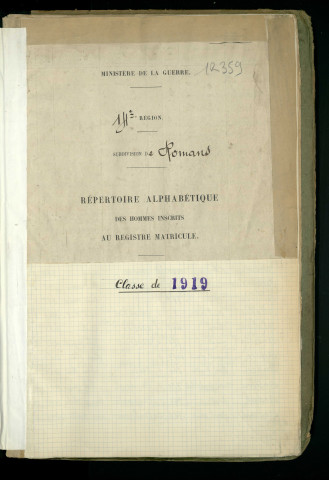 MINISTÈRE DE LA GUERRE.
12359
RÉGION.
SUBDIVISION de Romans
RÉPERTOIRE ALPHABÉTIQUE
DES HOMMES INSCRITS
AU REGISTRE MATRICULE.
Classe de 1919